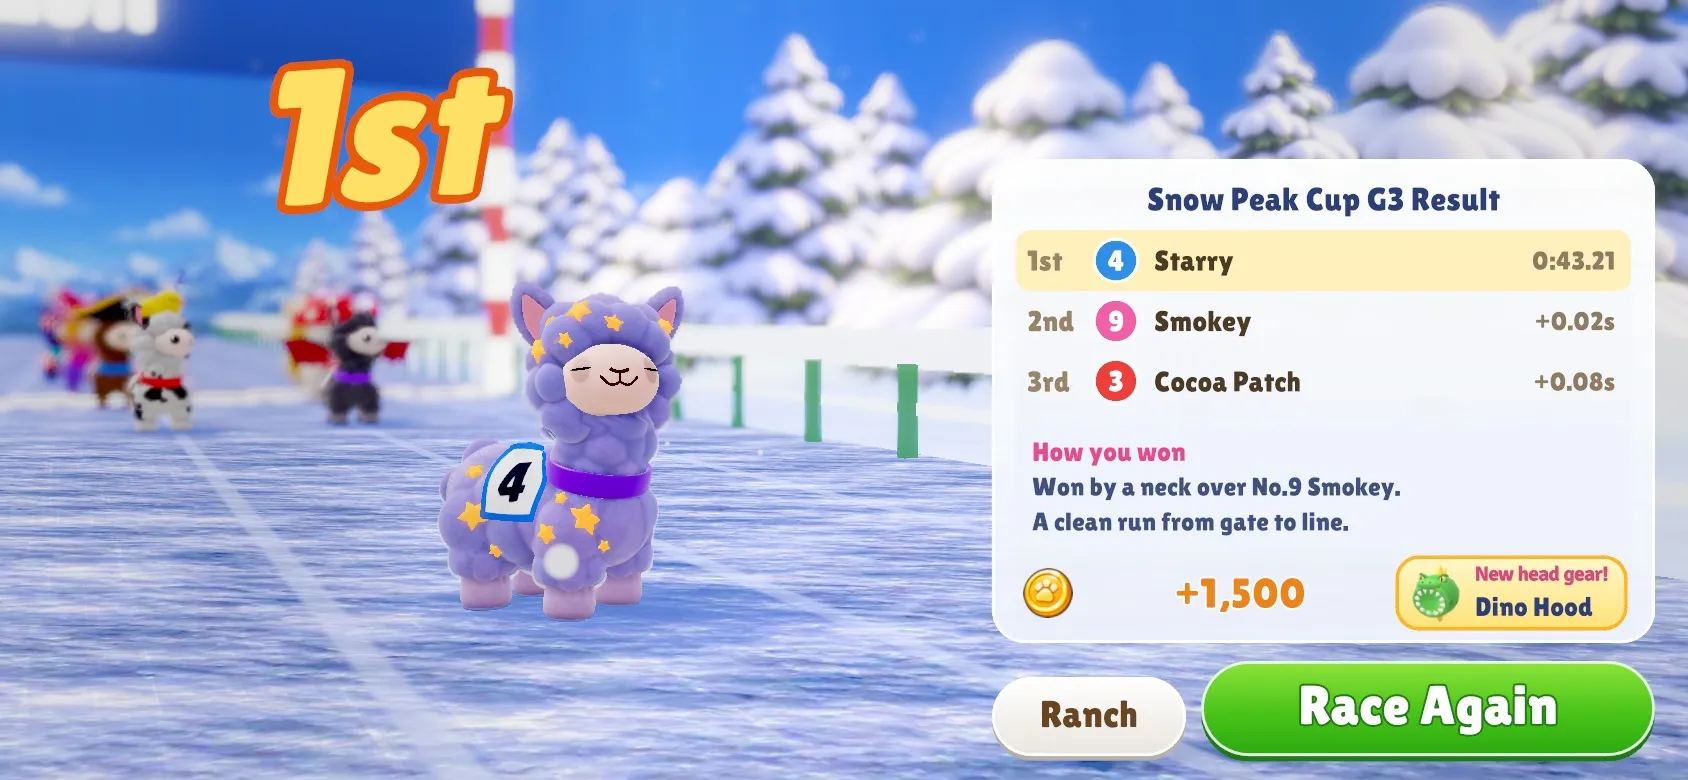 1st
Snow Peak Cup G3 Result
1st 4 Starry 0:43.21
2nd 9 Smokey +0.02s
3rd 3 Cocoa Patch +0.08s
How you won
Won by a neck over No.9 Smokey.
A clean run from gate to line.
+1,500
New head gear!
Dino Hood
4
Ranch
Race Again